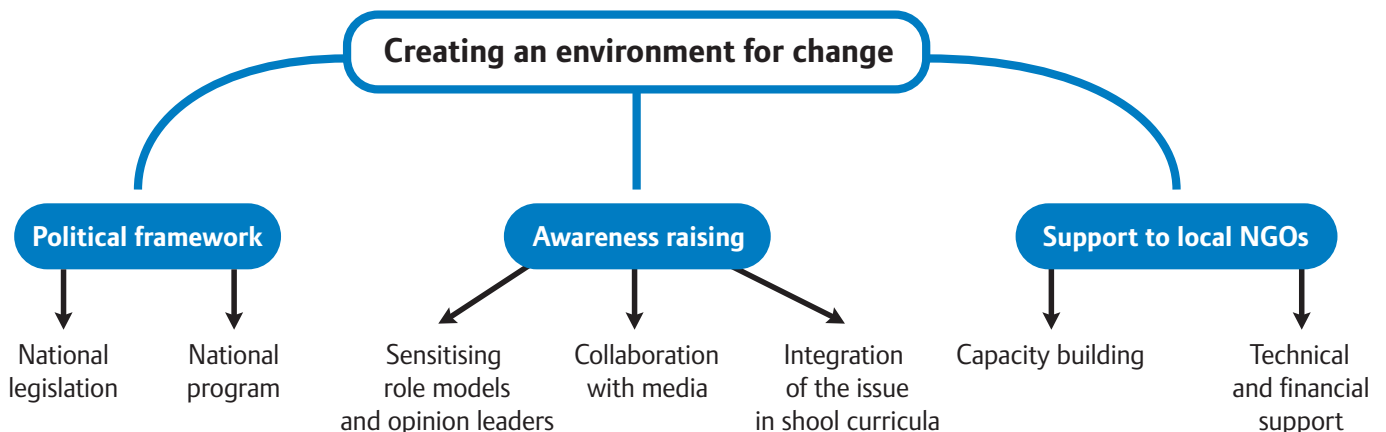 Creating an environment for change
Political framework
Awareness raising
Support to local NGOs
National
legislation
National
program
Sensitising
role models
and opinion leaders
Collaboration
with media
Integration
of the issue
in shool curricula
Capacity building
Technical
and financial
support